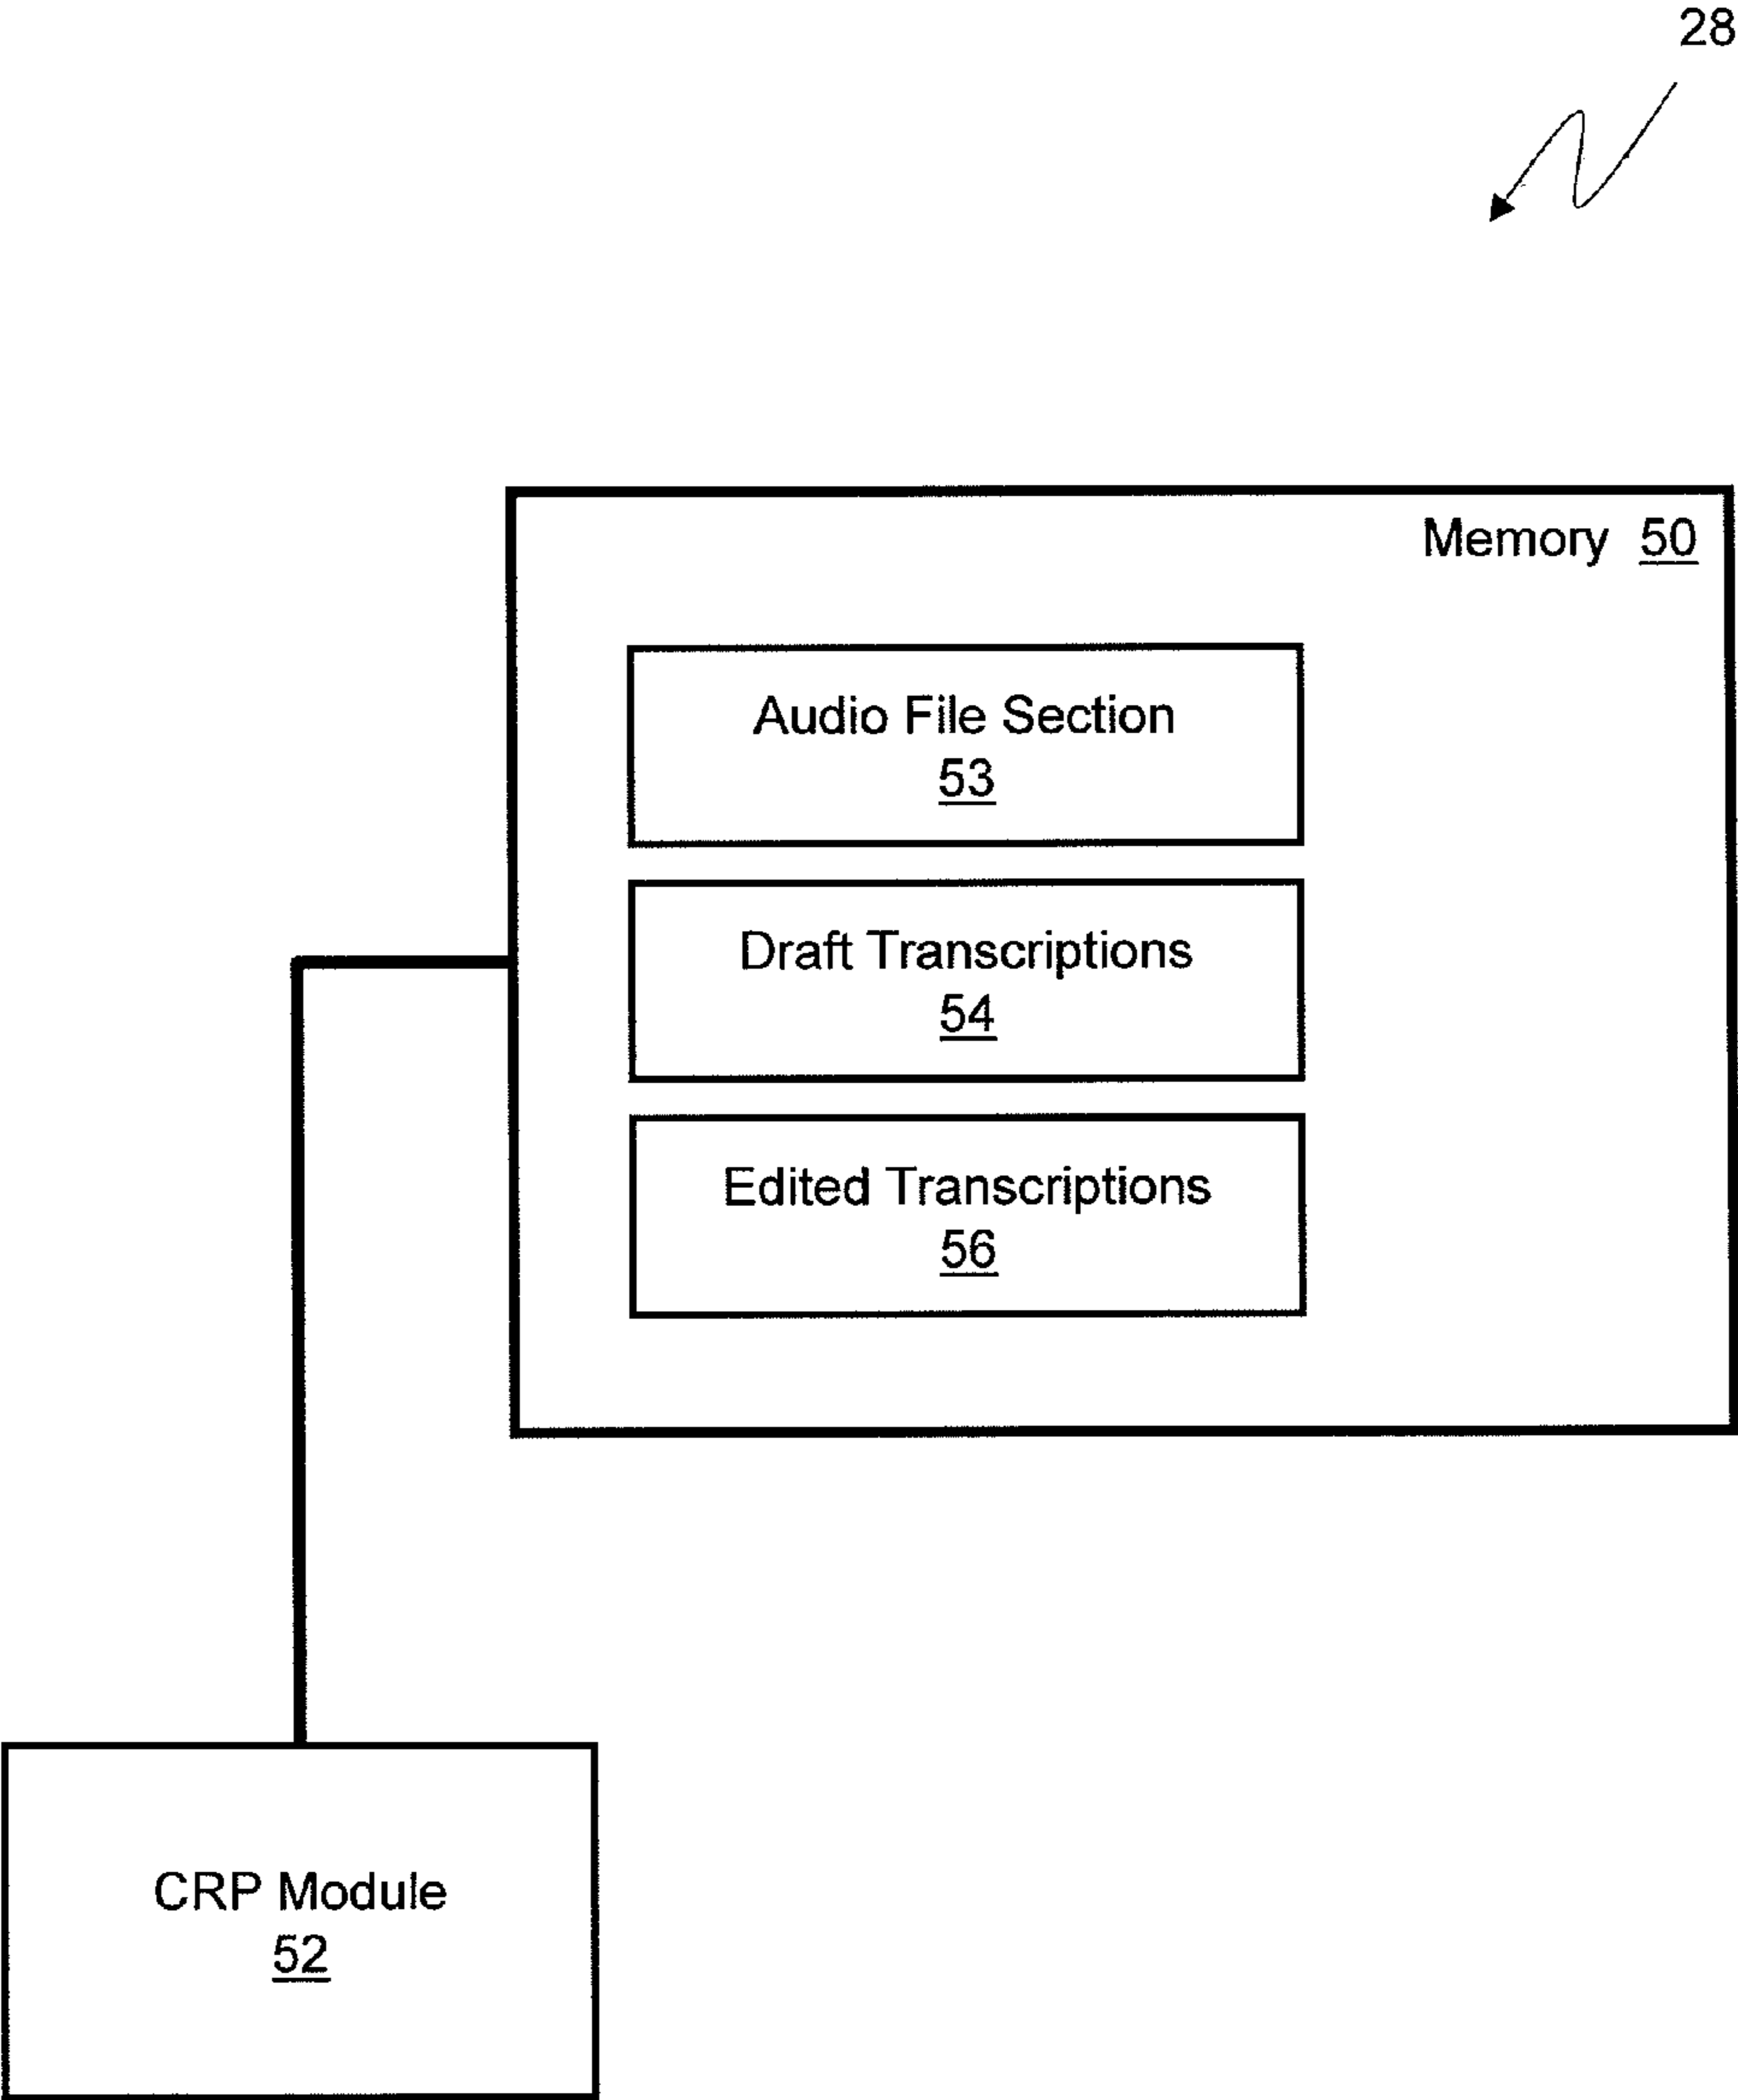 28
Memory 50
Audio File Section
53
Draft Transcriptions
54
Edited Transcriptions
56
CRP Module
52